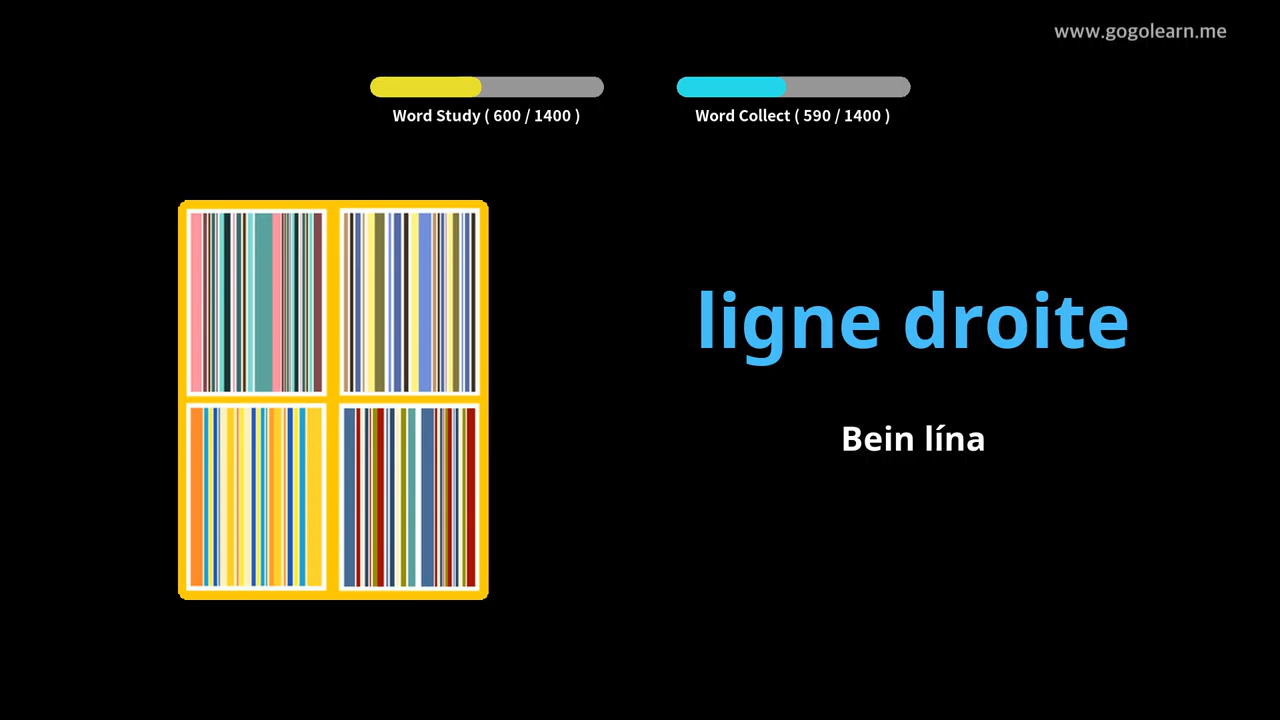 www.gogolearn.me
Word Study ( 600 / 1400 )
Word Collect ( 590 / 1400 )
ligne droite
Bein lína